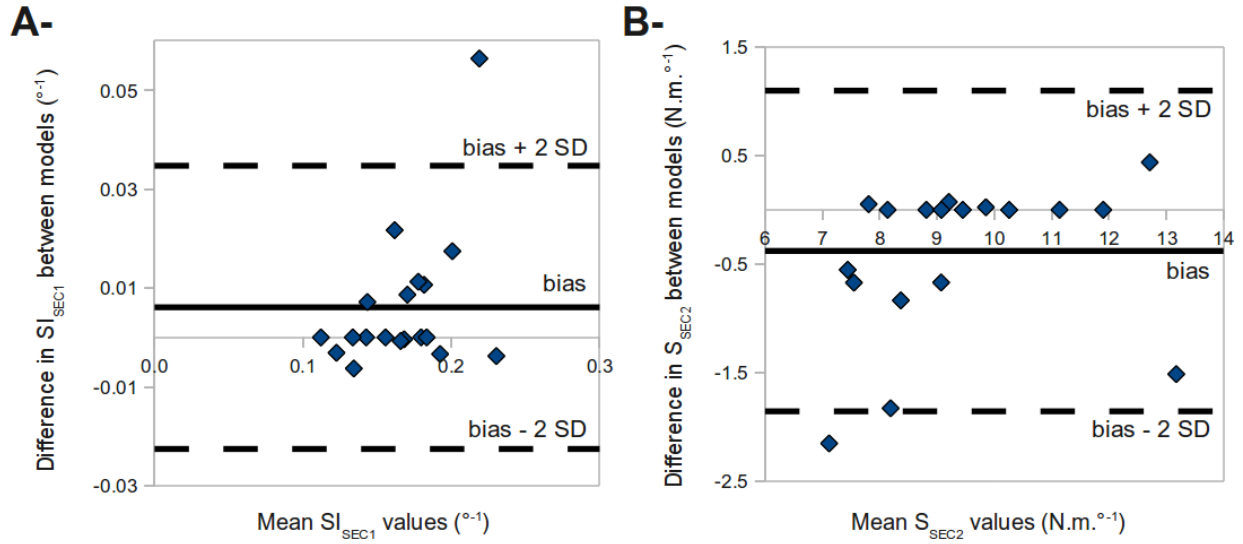 A-
Difference in SI_SEC1 between models (°⁻¹)
0.05
0.03
0.01
-0.01
-0.03
bias + 2 SD
bias
0.0
0.1
0.2
0.3
bias - 2 SD
Mean SI_SEC1 values (°⁻¹)
B-
Difference in S_SEC2 between models (N.m.°⁻¹)
1.5
0.5
-0.5
-1.5
-2.5
bias + 2 SD
6
7
8
9
10
11
12
13
14
bias
bias - 2 SD
Mean S_SEC2 values (N.m.°⁻¹)